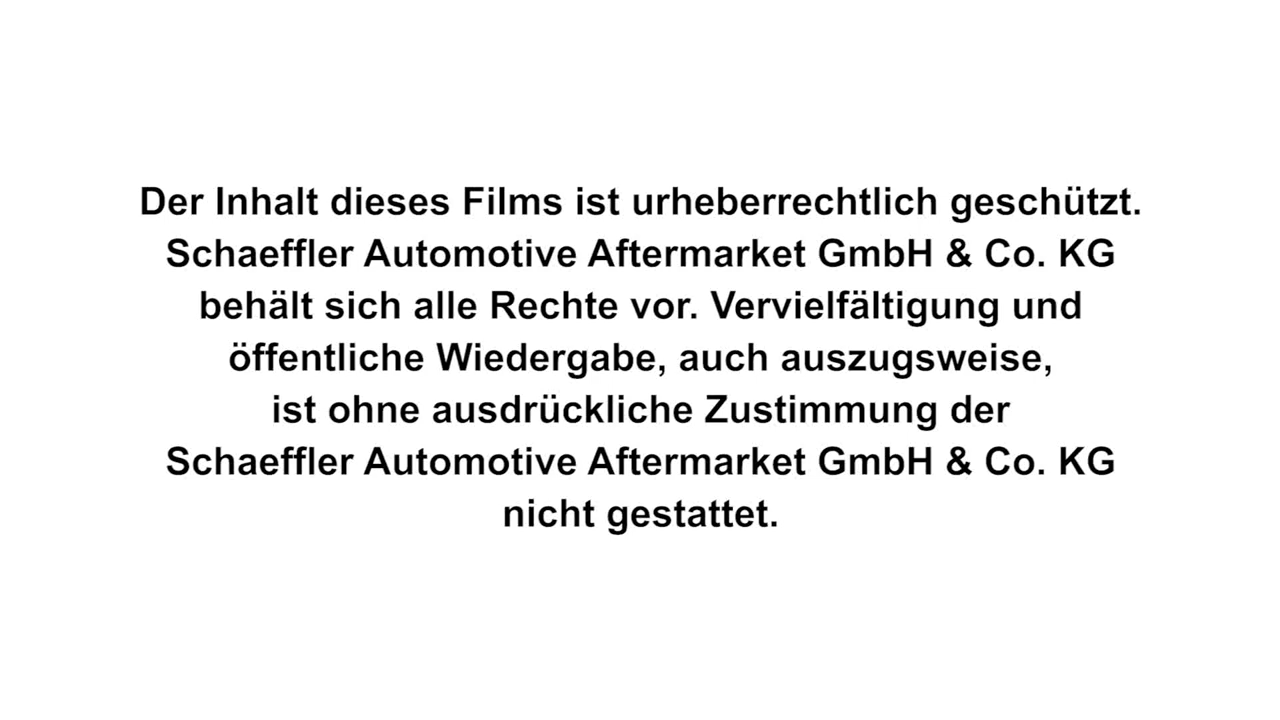 Der Inhalt dieses Films ist urheberrechtlich geschützt.
Schaeffler Automotive Aftermarket GmbH & Co. KG
behält sich alle Rechte vor. Vervielfältigung und
öffentliche Wiedergabe, auch auszugsweise,
ist ohne ausdrückliche Zustimmung der
Schaeffler Automotive Aftermarket GmbH & Co. KG
nicht gestattet.